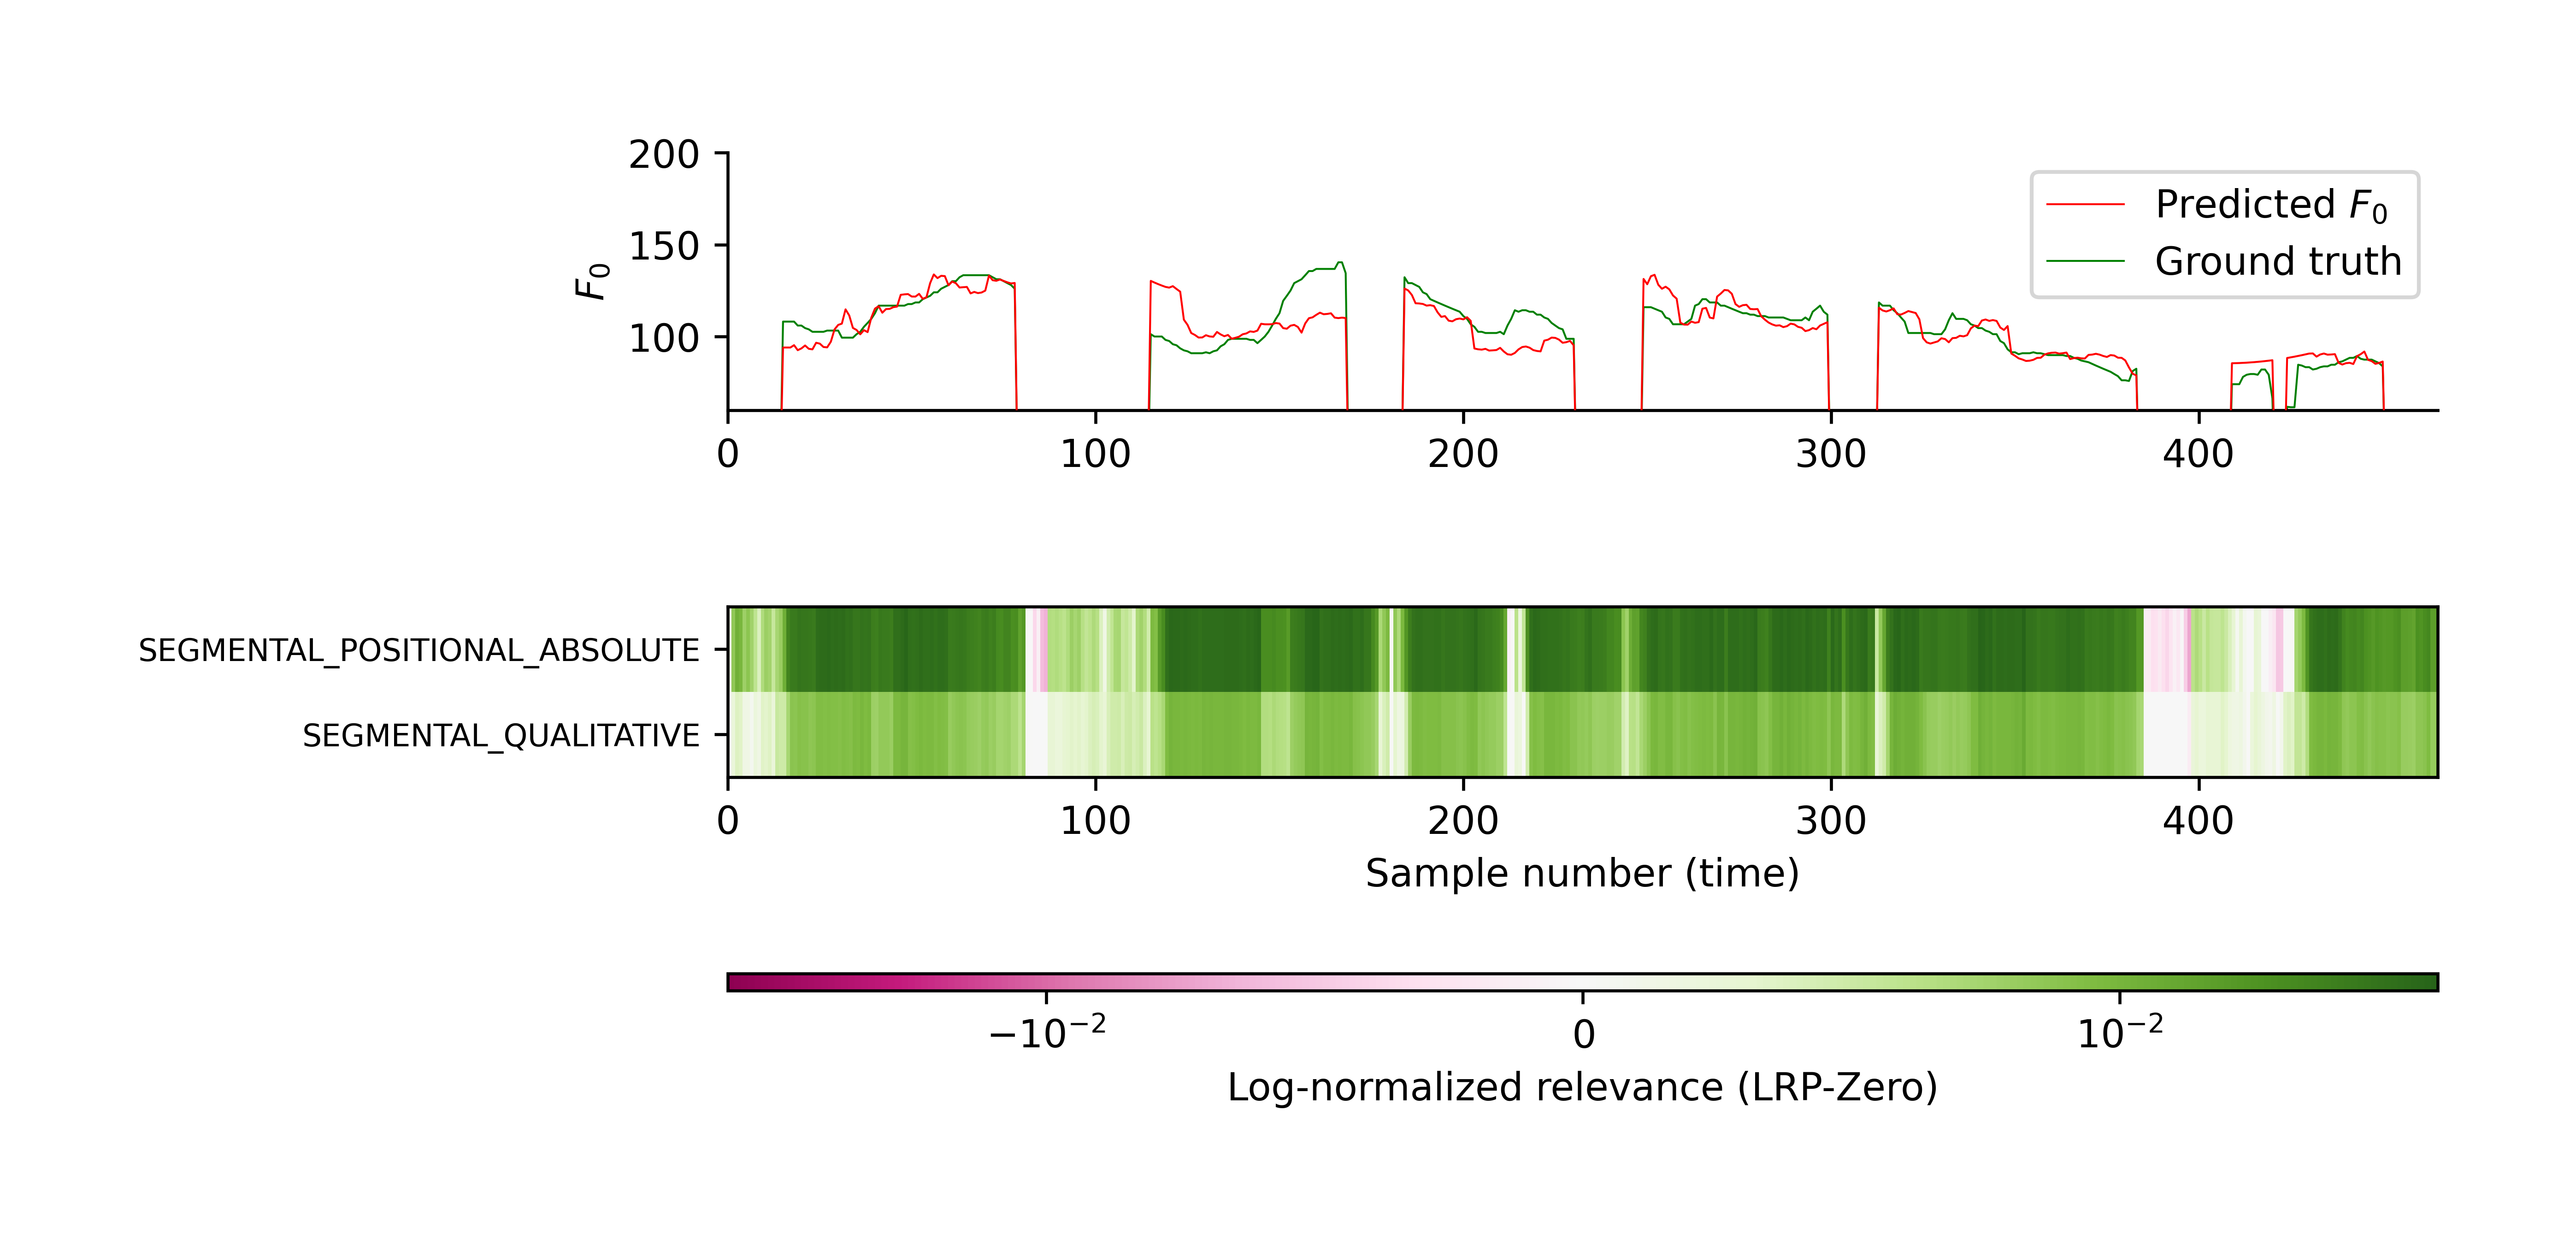 200
150
100
F0
Predicted F0
Ground truth
0 100 200 300 400
SEGMENTAL_POSITIONAL_ABSOLUTE
SEGMENTAL_QUALITATIVE
0 100 200 300 400
Sample number (time)
−10−2 0 10−2
Log-normalized relevance (LRP-Zero)